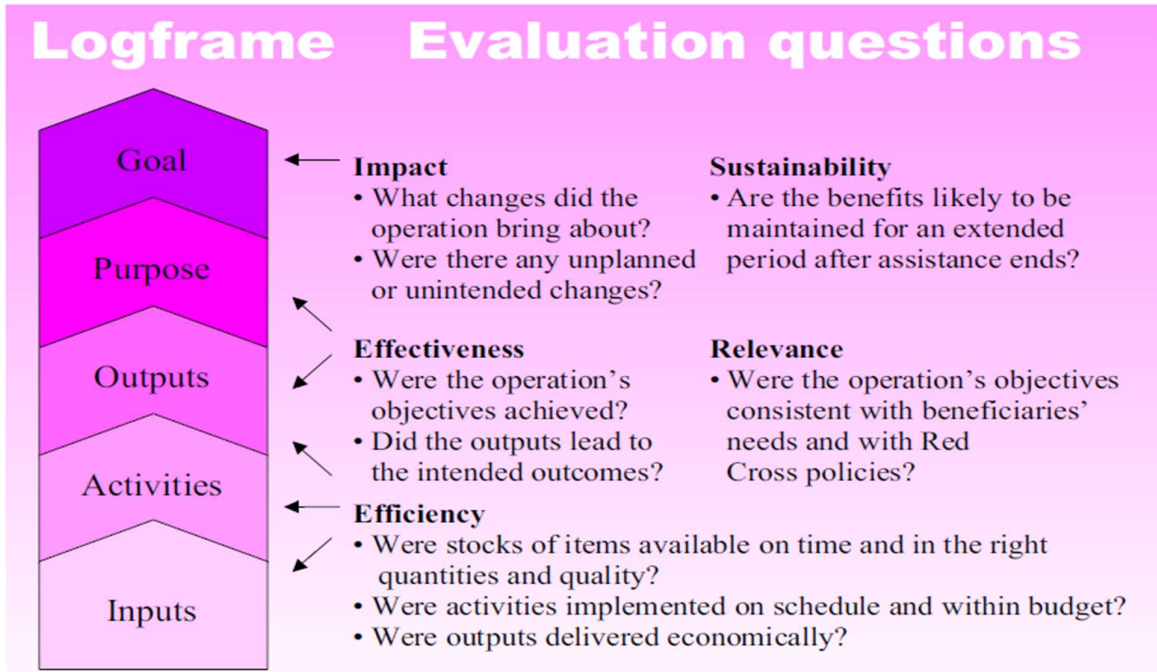 Logframe Evaluation questions
Goal
Purpose
Outputs
Activities
Inputs
Impact
• What changes did the
operation bring about?
• Were there any unplanned
or unintended changes?
Sustainability
• Are the benefits likely to be
maintained for an extended
period after assistance ends?
Effectiveness
• Were the operation’s
objectives achieved?
• Did the outputs lead to
the intended outcomes?
Relevance
• Were the operation’s objectives
consistent with beneficiaries’
needs and with Red
Cross policies?
Efficiency
• Were stocks of items available on time and in the right
quantities and quality?
• Were activities implemented on schedule and within budget?
• Were outputs delivered economically?